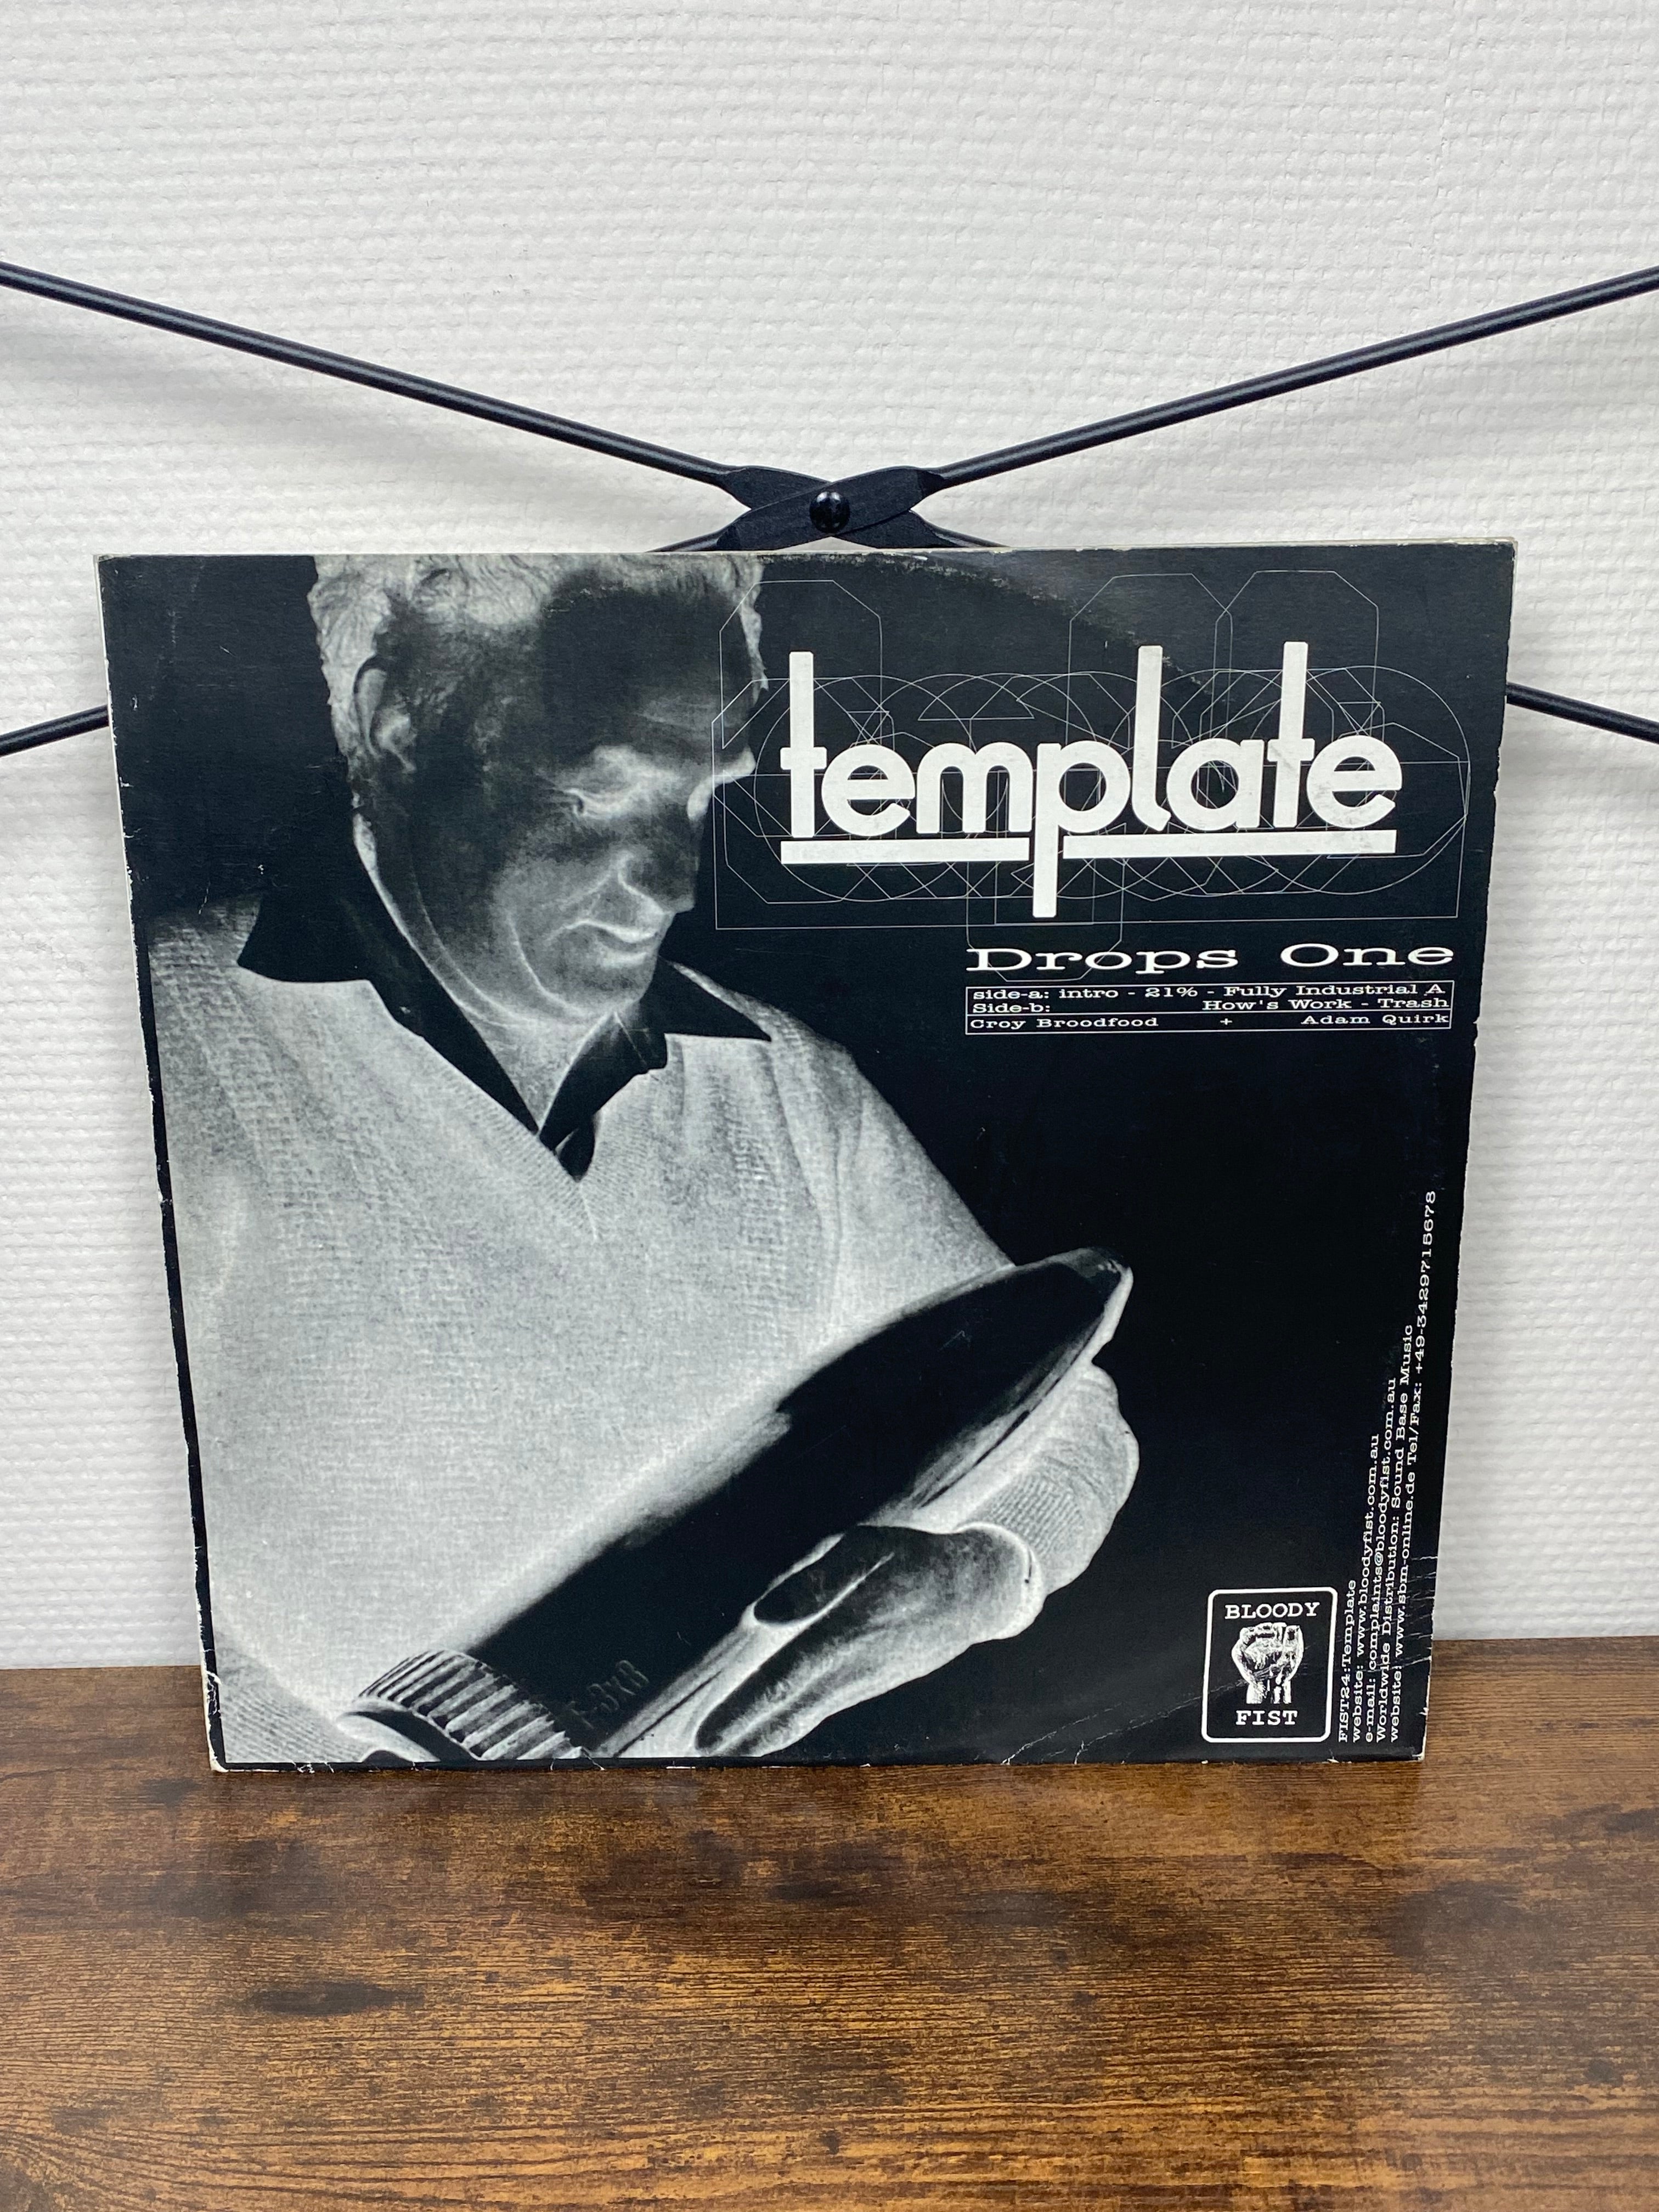 template
Drops One
side-a: intro - 21% - Fully Industrial A
Side-b: How's Work - Trash
Croy Broodfood + Adam Quirk
BLOODY
FIST
FIST24:Template
website: www.bloodyfist.com.au
e-mail: complaints@bloodyfist.com.au
Worldwide Distribution: Sound Base Music
website: www.sbm-online.de Tel/Fax: +49-3429715678